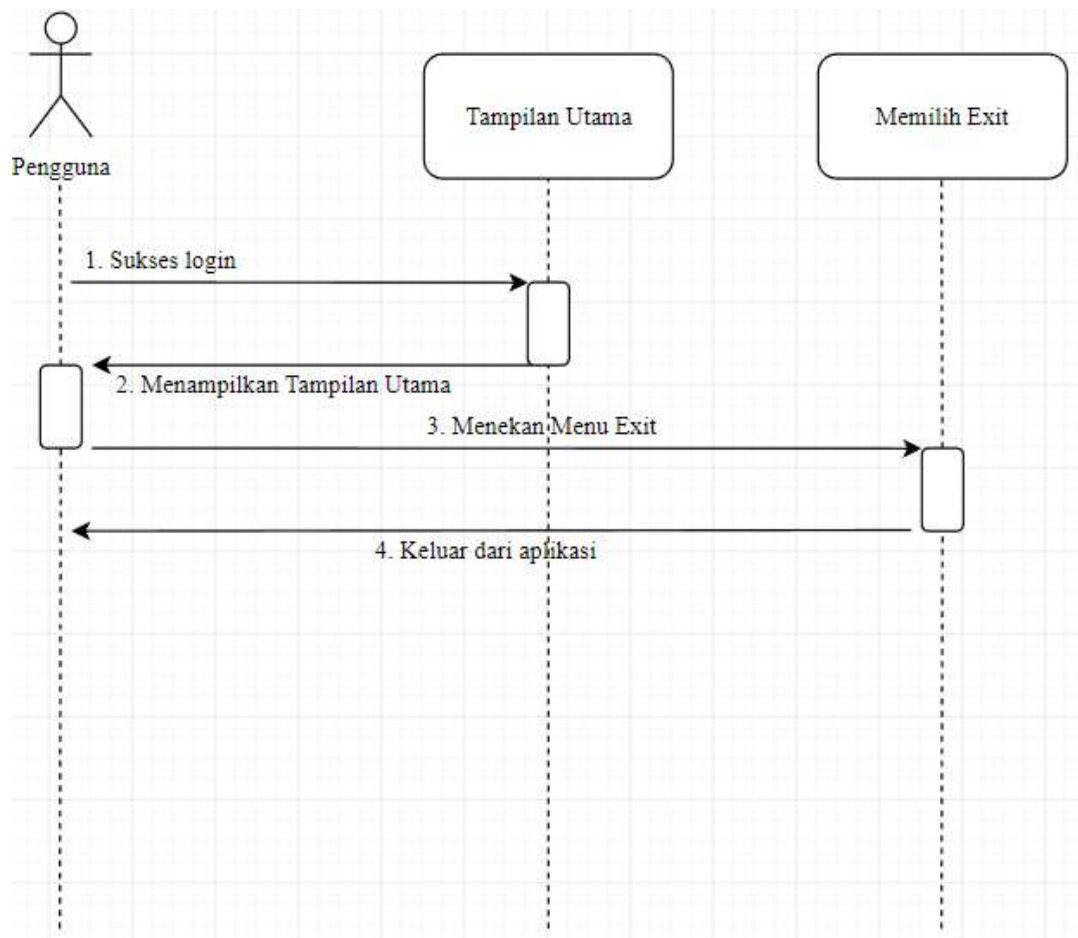 Tampilan Utama
Memilih Exit
Pengguna
1. Sukses login
2. Menampilkan Tampilan Utama
3. Menekan Menu Exit
4. Keluar dari aplikasi